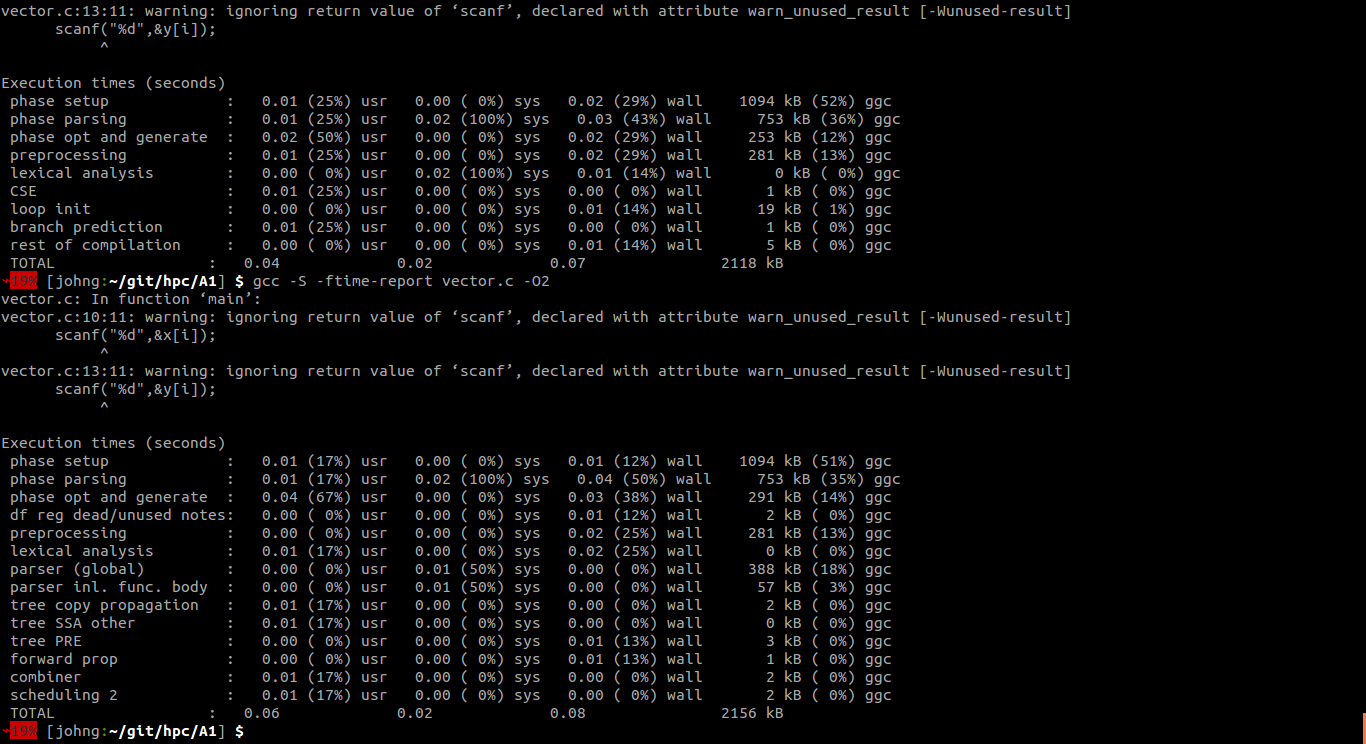 vector.c:13:11: warning: ignoring return value of ‘scanf’, declared with attribute warn_unused_result [-Wunused-result]
      scanf("%d",&y[i]);
           ^

Execution times (seconds)
 phase setup             :   0.01 (25%) usr   0.00 ( 0%) sys   0.02 (29%) wall    1094 kB (52%) ggc
 phase parsing           :   0.01 (25%) usr   0.02 (100%) sys   0.03 (43%) wall     753 kB (36%) ggc
 phase opt and generate  :   0.02 (50%) usr   0.00 ( 0%) sys   0.02 (29%) wall     253 kB (12%) ggc
 preprocessing           :   0.01 (25%) usr   0.00 ( 0%) sys   0.02 (29%) wall     281 kB (13%) ggc
 lexical analysis        :   0.00 ( 0%) usr   0.02 (100%) sys   0.01 (14%) wall       0 kB ( 0%) ggc
 CSE                     :   0.01 (25%) usr   0.00 ( 0%) sys   0.00 ( 0%) wall       1 kB ( 0%) ggc
 loop init               :   0.00 ( 0%) usr   0.00 ( 0%) sys   0.01 (14%) wall      19 kB ( 1%) ggc
 branch prediction       :   0.01 (25%) usr   0.00 ( 0%) sys   0.00 ( 0%) wall       1 kB ( 0%) ggc
 rest of compilation     :   0.00 ( 0%) usr   0.00 ( 0%) sys   0.01 (14%) wall       5 kB ( 0%) ggc
 TOTAL                 :   0.04             0.02             0.07               2118 kB
~19% [johng:~/git/hpc/A1] $ gcc -S -ftime-report vector.c -O2
vector.c: In function ‘main’:
vector.c:10:11: warning: ignoring return value of ‘scanf’, declared with attribute warn_unused_result [-Wunused-result]
      scanf("%d",&x[i]);
           ^
vector.c:13:11: warning: ignoring return value of ‘scanf’, declared with attribute warn_unused_result [-Wunused-result]
      scanf("%d",&y[i]);
           ^

Execution times (seconds)
 phase setup             :   0.01 (17%) usr   0.00 ( 0%) sys   0.01 (12%) wall    1094 kB (51%) ggc
 phase parsing           :   0.01 (17%) usr   0.02 (100%) sys   0.04 (50%) wall     753 kB (35%) ggc
 phase opt and generate  :   0.04 (67%) usr   0.00 ( 0%) sys   0.03 (38%) wall     291 kB (14%) ggc
 df reg dead/unused notes:   0.00 ( 0%) usr   0.00 ( 0%) sys   0.01 (12%) wall       2 kB ( 0%) ggc
 preprocessing           :   0.00 ( 0%) usr   0.00 ( 0%) sys   0.02 (25%) wall     281 kB (13%) ggc
 lexical analysis        :   0.01 (17%) usr   0.00 ( 0%) sys   0.02 (25%) wall       0 kB ( 0%) ggc
 parser (global)         :   0.00 ( 0%) usr   0.01 (50%) sys   0.00 ( 0%) wall     388 kB (18%) ggc
 parser inl. func. body  :   0.00 ( 0%) usr   0.01 (50%) sys   0.00 ( 0%) wall      57 kB ( 3%) ggc
 tree copy propagation   :   0.01 (17%) usr   0.00 ( 0%) sys   0.00 ( 0%) wall       2 kB ( 0%) ggc
 tree SSA other          :   0.01 (17%) usr   0.00 ( 0%) sys   0.00 ( 0%) wall       0 kB ( 0%) ggc
 tree PRE                :   0.00 ( 0%) usr   0.00 ( 0%) sys   0.01 (13%) wall       3 kB ( 0%) ggc
 forward prop            :   0.00 ( 0%) usr   0.00 ( 0%) sys   0.01 (13%) wall       1 kB ( 0%) ggc
 combiner                :   0.01 (17%) usr   0.00 ( 0%) sys   0.00 ( 0%) wall       2 kB ( 0%) ggc
 scheduling 2            :   0.01 (17%) usr   0.00 ( 0%) sys   0.00 ( 0%) wall       2 kB ( 0%) ggc
 TOTAL                 :   0.06             0.02             0.08               2156 kB
~19% [johng:~/git/hpc/A1] $